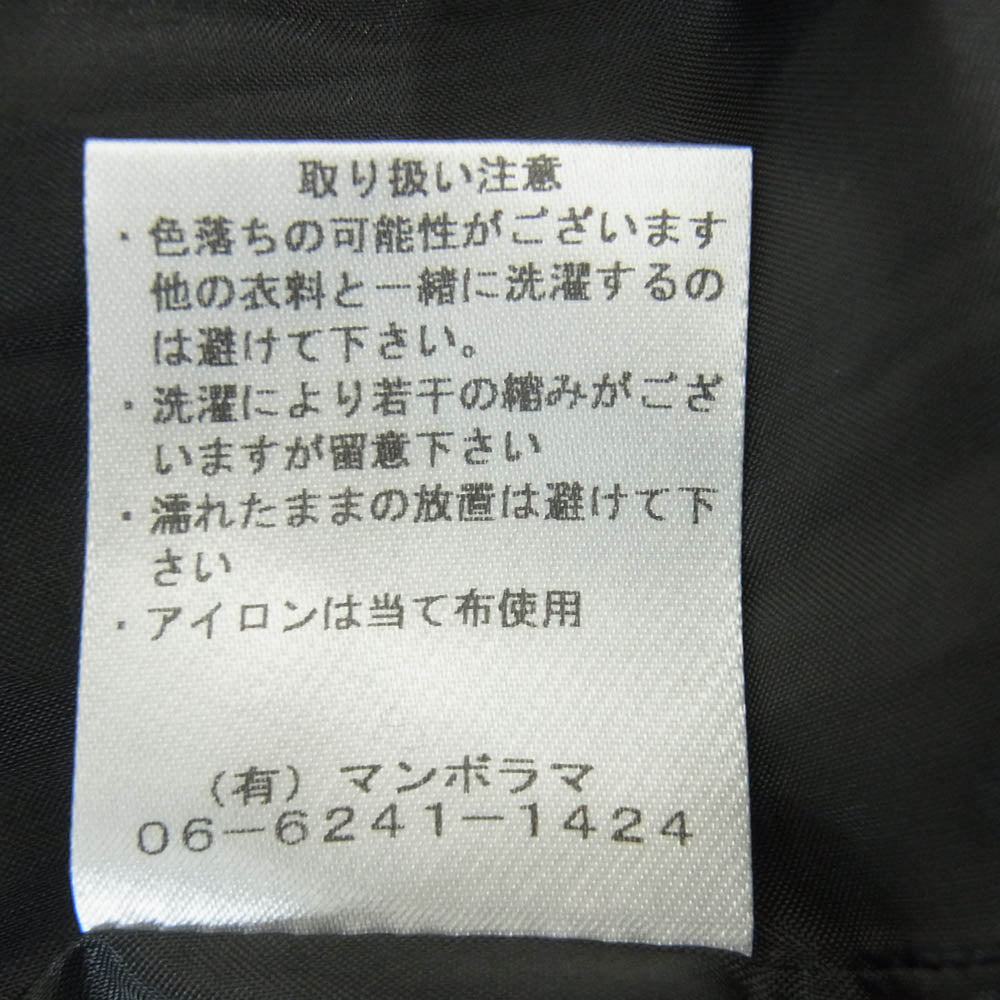 取り扱い注意
・色落ちの可能性がございます
他の衣料と一緒に洗濯するの
は避けて下さい。
・洗濯により若干の縮みがござ
いますが留意下さい
・濡れたままの放置は避けて下
さい
・アイロンは当て布使用
(有) マンボラマ
06-6241-1424